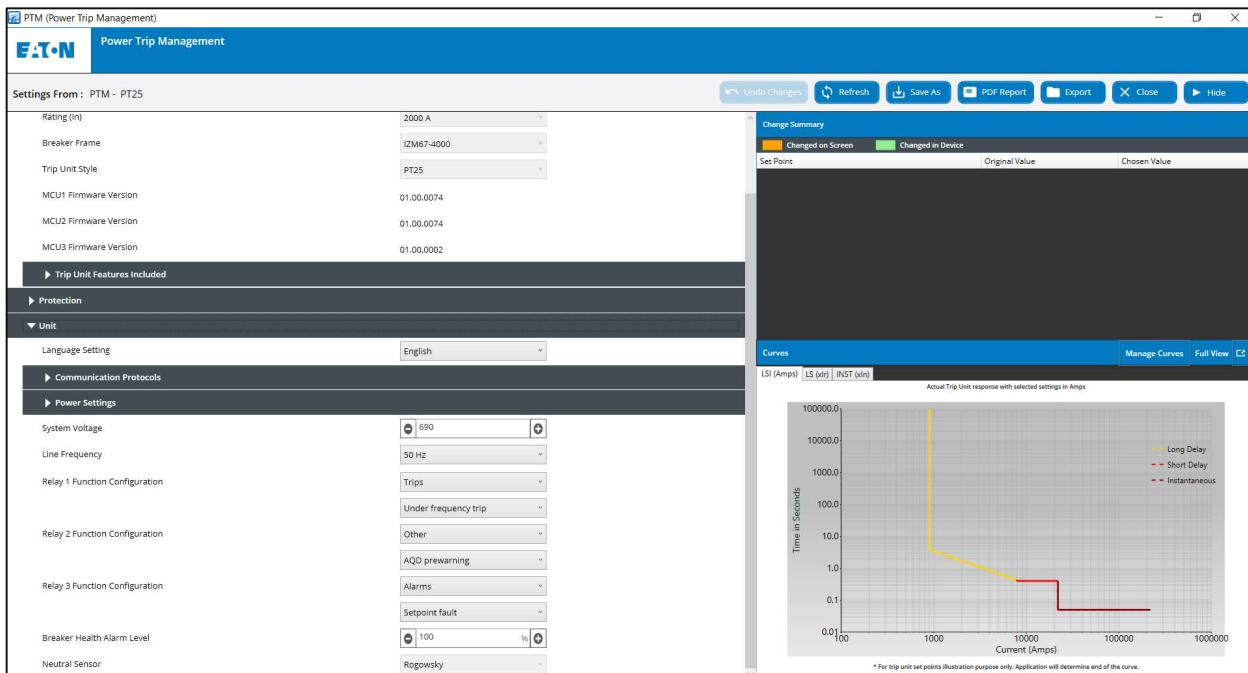 PTM (Power Trip Management)
EATON
Power Trip Management
Settings From : PTM - PT25
Undo Changes
Refresh
Save As
PDF Report
Export
Close
Hide
Rating (In) 2000 A
Breaker Frame IZM67-4000
Trip Unit Style PT25
MCU1 Firmware Version 01.00.0074
MCU2 Firmware Version 01.00.0074
MCU3 Firmware Version 01.00.0002
Trip Unit Features Included
Protection
Unit
Language Setting English
Communication Protocols
Power Settings
System Voltage 690
Line Frequency 50 Hz
Relay 1 Function Configuration Trips
Under frequency trip
Relay 2 Function Configuration Other
AQD prewarning
Relay 3 Function Configuration Alarms
Setpoint fault
Breaker Health Alarm Level 100 %
Neutral Sensor Rogowsky
Change Summary
Changed on Screen Changed in Device
Set Point Original Value Chosen Value
Curves Manage Curves Full View
LSI (Amps) LS (xIr) INST (xIn)
Actual Trip Unit response with selected settings in Amps
100000.0
10000.0
1000.0
100.0
10.0
1.0
0.1
0.01
Time in Seconds
Long Delay
Short Delay
Instantaneous
100 1000 10000 100000 1000000
Current (Amps)
* For trip unit set points illustration purpose only. Application will determine end of the curve.